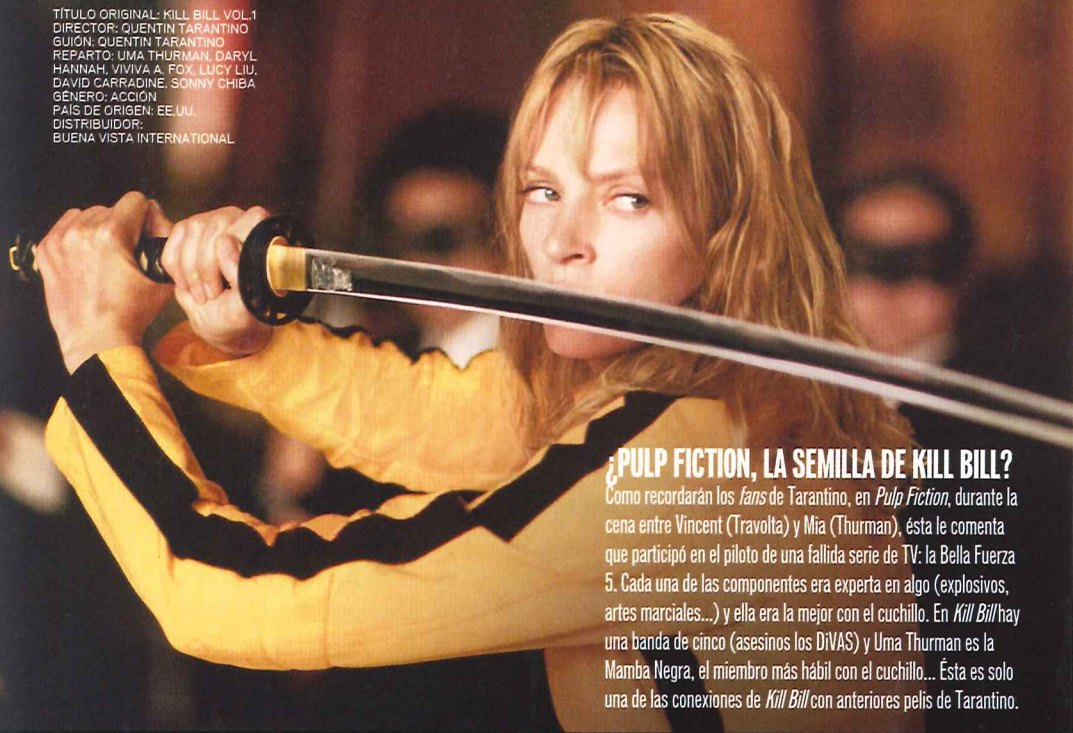 TÍTULO ORIGINAL: KILL BILL VOL.1
DIRECTOR: QUENTIN TARANTINO
GUIÓN: QUENTIN TARANTINO
REPARTO: UMA THURMAN, DARYL
HANNAH, VIVIVA A. FOX, LUCY LIU,
DAVID CARRADINE. SONNY CHIBA
GÉNERO: ACCIÓN
PAÍS DE ORIGEN: EE.UU.
DISTRIBUIDOR:
BUENA VISTA INTERNATIONAL
¿PULP FICTION, LA SEMILLA DE KILL BILL?
Como recordarán los fans de Tarantino, en Pulp Fiction, durante la
cena entre Vincent (Travolta) y Mia (Thurman), ésta le comenta
que participó en el piloto de una fallida serie de TV: la Bella Fuerza
5. Cada una de las componentes era experta en algo (explosivos,
artes marciales...) y ella era la mejor con el cuchillo. En Kill Bill hay
una banda de cinco (asesinos los DiVAS) y Uma Thurman es la
Mamba Negra, el miembro más hábil con el cuchillo... Ésta es solo
una de las conexiones de Kill Bill con anteriores pelis de Tarantino.